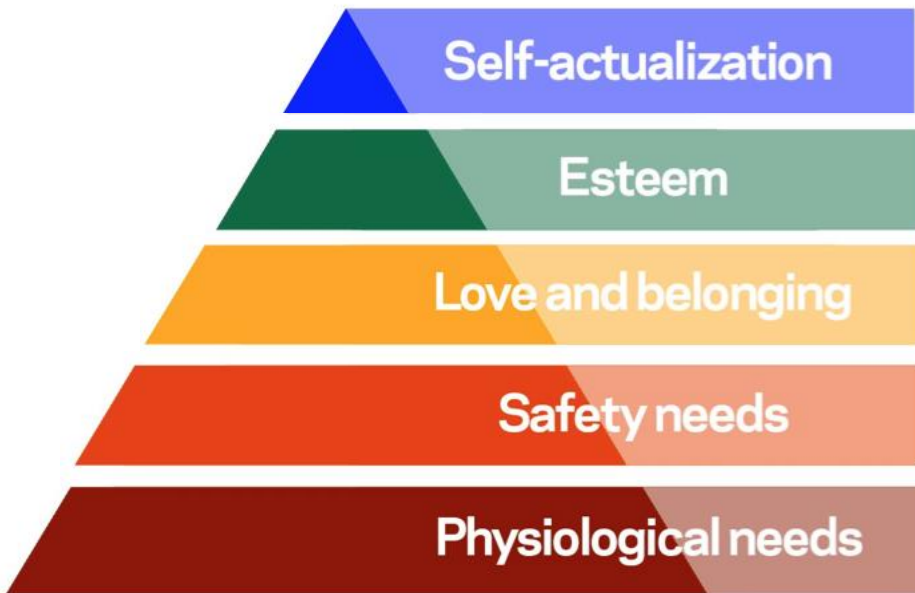 Self-actualization
Esteem
Love and belonging
Safety needs
Physiological needs